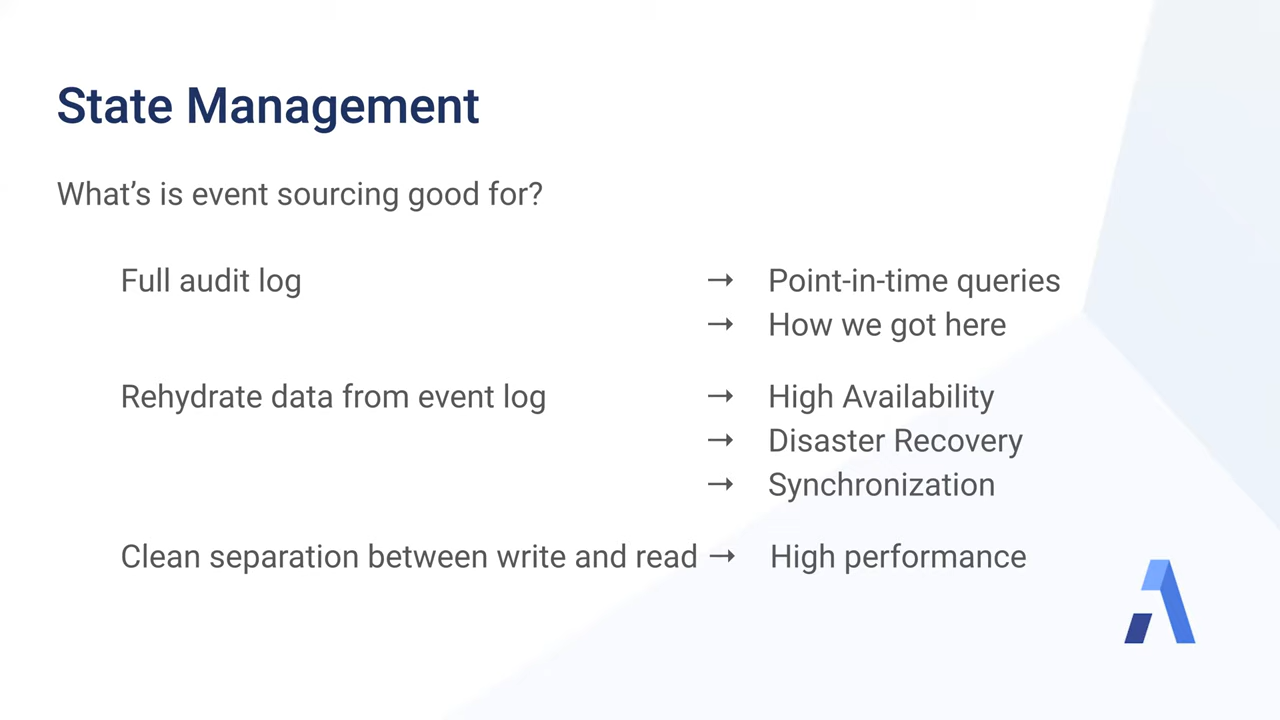 State Management
What’s is event sourcing good for?
Full audit log → Point-in-time queries
→ How we got here
Rehydrate data from event log → High Availability
→ Disaster Recovery
→ Synchronization
Clean separation between write and read → High performance